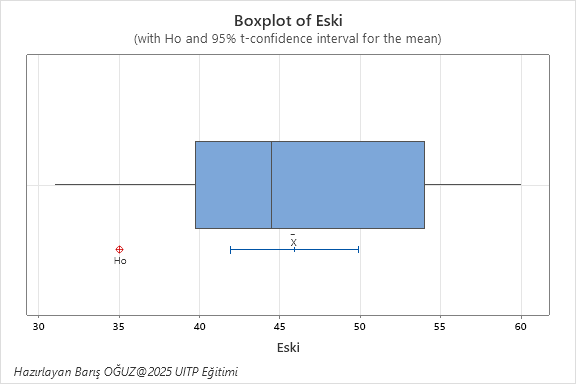 Boxplot of Eski
(with Ho and 95% t-confidence interval for the mean)
X
Ho
30 35 40 45 50 55 60
Eski
Hazırlayan Barış OĞUZ@2025 UITP Eğitimi